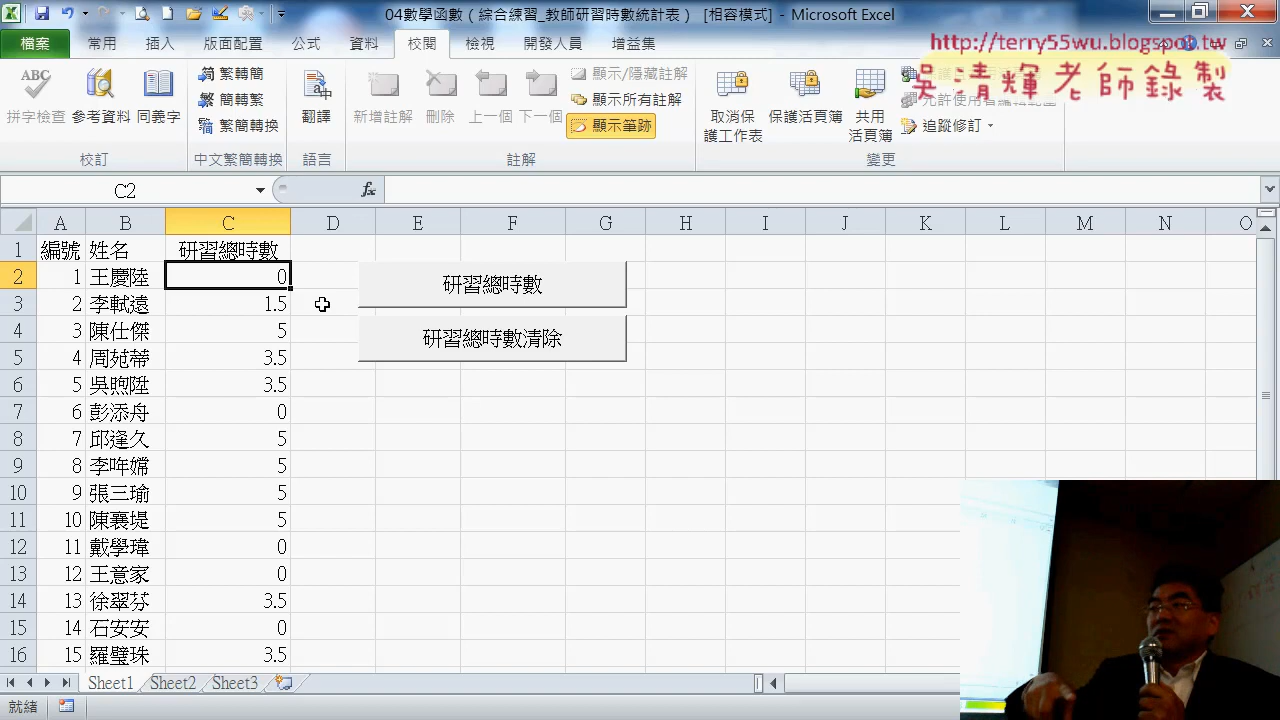 04數學函數（綜合練習_教師研習時數統計表） [相容模式] - Microsoft Excel
檔案 常用 插入 版面配置 公式 資料 校閱 檢視 開發人員 增益集
http://terry55wu.blogspot.tw
吳清輝老師錄製
ABC 拼字檢查 參考資料 同義字
繁轉簡
簡轉繁
繁簡轉換
翻譯
新增註解 刪除 上一個 下一個
顯示/隱藏註解
顯示所有註解
顯示筆跡
取消保護工作表 保護活頁簿 共用活頁簿
追蹤修訂
校訂 中文繁簡轉換 語言 註解 變更
C2 fx
A B C D E F G H I J K L M N O
1 編號 姓名 研習總時數
2 1 王慶陸 0
3 2 李軾遠 1.5
4 3 陳仕傑 5
5 4 周苑蒂 3.5
6 5 吳煦陞 3.5
7 6 彭添舟 0
8 7 邱逢久 5
9 8 李哖嫦 5
10 9 張三瑜 5
11 10 陳襄堤 5
12 11 戴學瑋 0
13 12 王意家 0
14 13 徐翠芬 3.5
15 14 石安安 0
16 15 羅璧珠 3.5
研習總時數
研習總時數清除
Sheet1 Sheet2 Sheet3
就緒